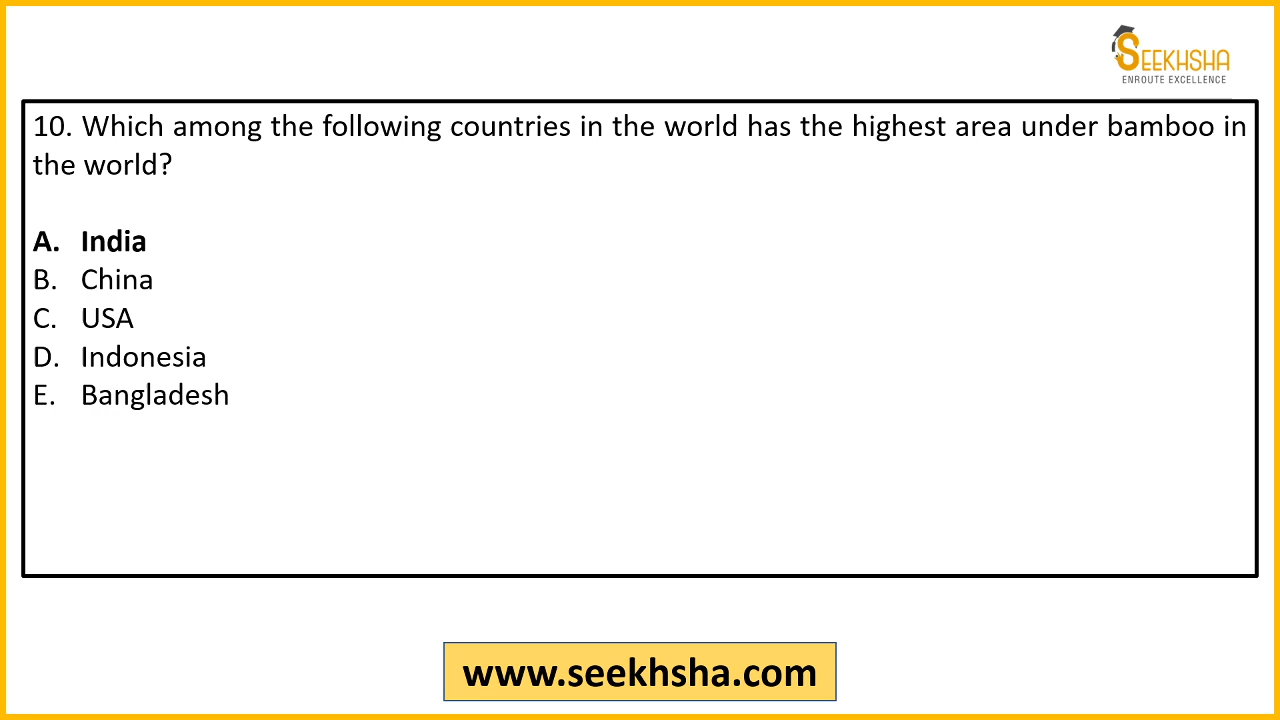 SEEKHSHA
ENROUTE EXCELLENCE
10. Which among the following countries in the world has the highest area under bamboo in
the world?
A. India
B. China
C. USA
D. Indonesia
E. Bangladesh
www.seekhsha.com